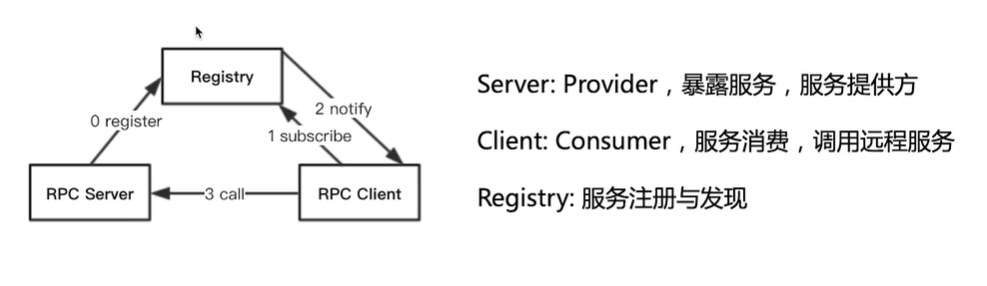 Registry
2 notify
0 register
1 subscribe
RPC Server
3 call
RPC Client
Server: Provider，暴露服务，服务提供方
Client: Consumer，服务消费，调用远程服务
Registry: 服务注册与发现